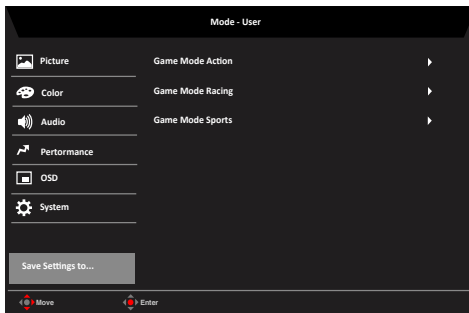 Mode - User
Picture
Game Mode Action
Color
Game Mode Racing
Audio
Game Mode Sports
Pertormance
OSD
System
Save Settings to...
Move
Enter